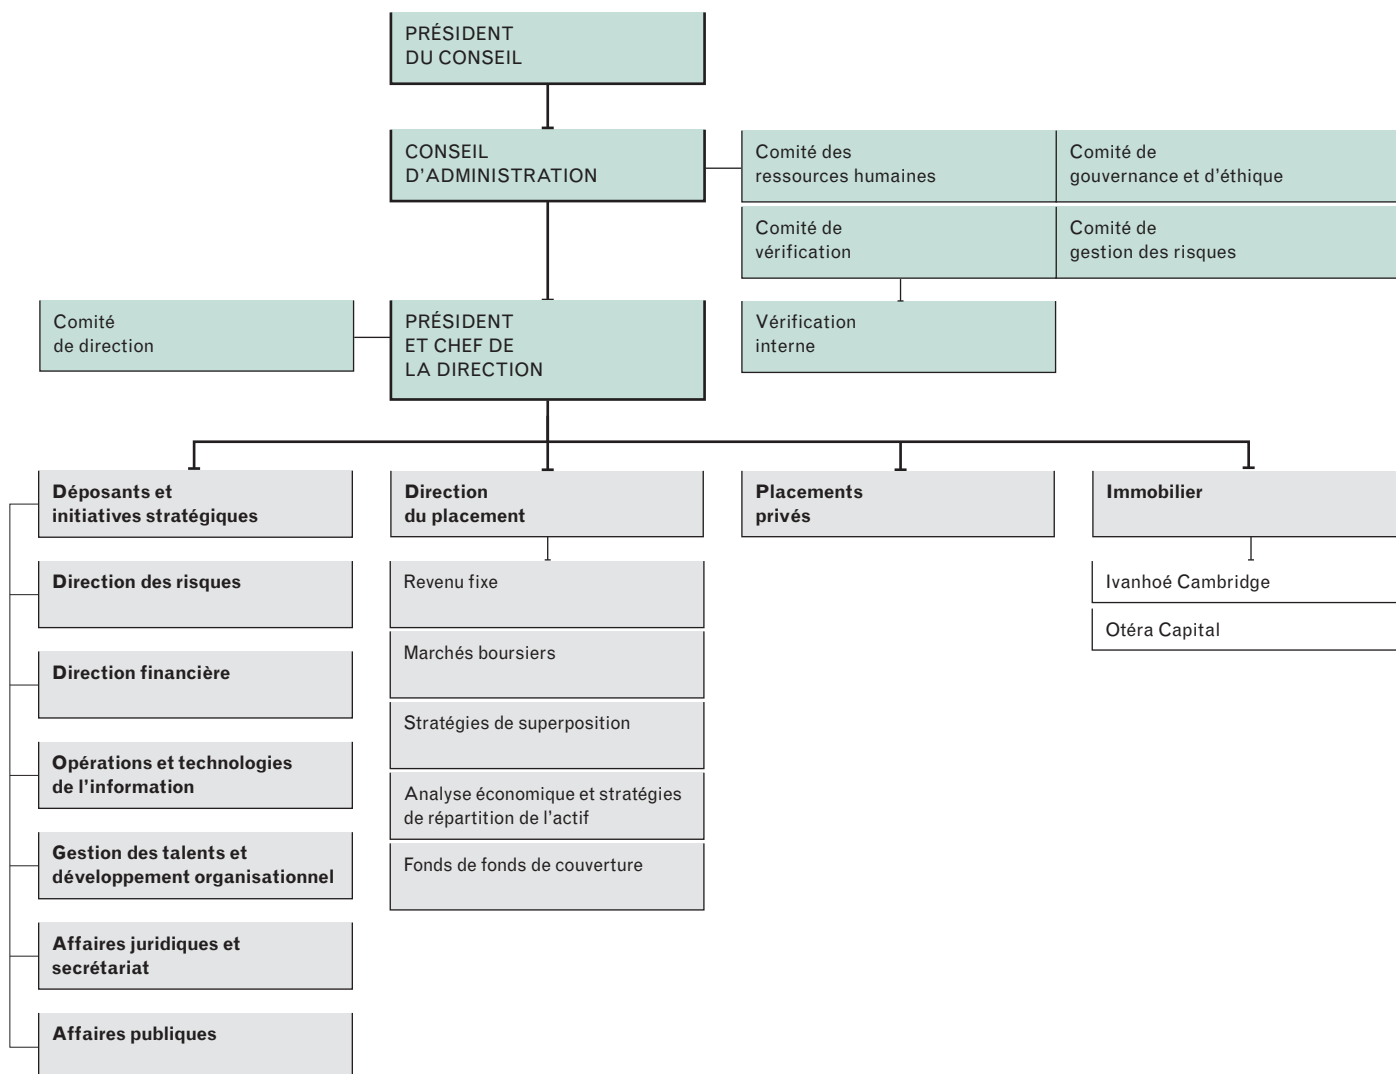 PRÉSIDENT
DU CONSEIL
CONSEIL
D’ADMINISTRATION
Comité des
ressources humaines
Comité de
gouvernance et d’éthique
Comité de
vérification
Comité de
gestion des risques
Comité
de direction
PRÉSIDENT
ET CHEF DE
LA DIRECTION
Vérification
interne
Déposants et
initiatives stratégiques
Direction des risques
Direction financière
Opérations et technologies
de l’information
Gestion des talents et
développement organisationnel
Affaires juridiques et
secrétariat
Affaires publiques
Direction
du placement
Revenu fixe
Marchés boursiers
Stratégies de superposition
Analyse économique et stratégies
de répartition de l’actif
Fonds de fonds de couverture
Placements
privés
Immobilier
Ivanhoé Cambridge
Otéra Capital